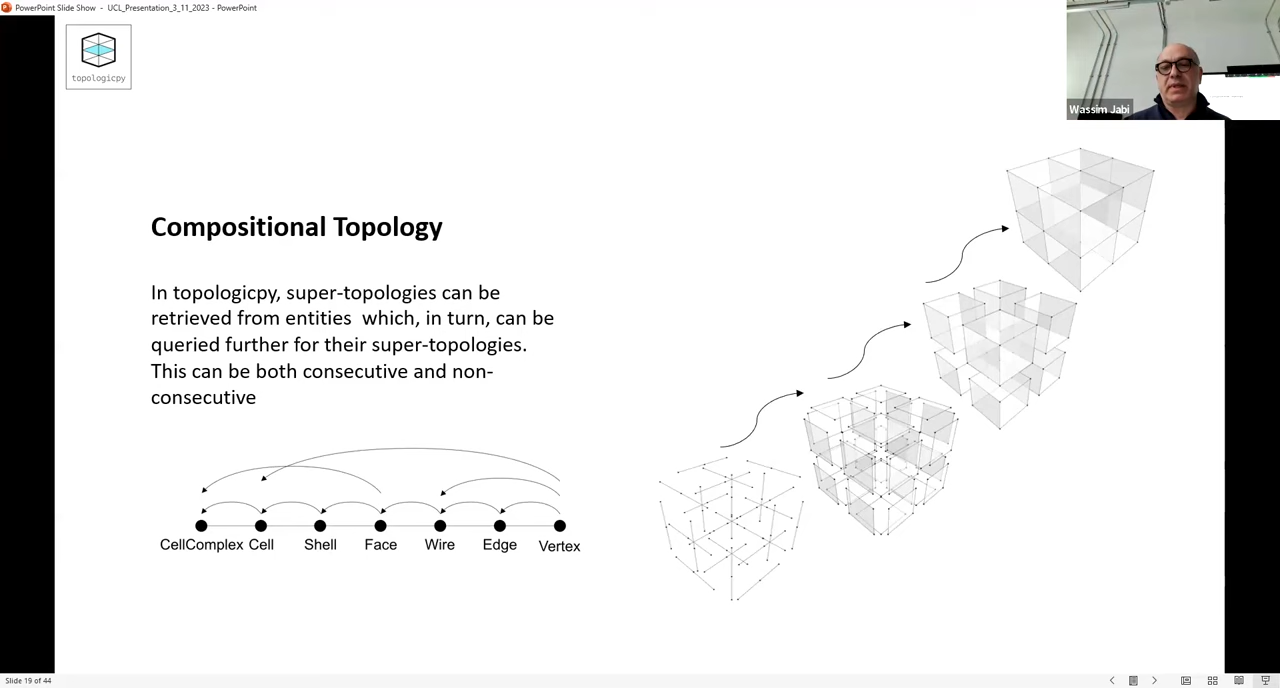 PowerPoint Slide Show - UCL_Presentation_3_11_2023 - PowerPoint
topologicpy
Wassim Jabi
Compositional Topology
In topologicpy, super-topologies can be
retrieved from entities which, in turn, can be
queried further for their super-topologies.
This can be both consecutive and non-
consecutive
CellComplex Cell Shell Face Wire Edge Vertex
Slide 19 of 44